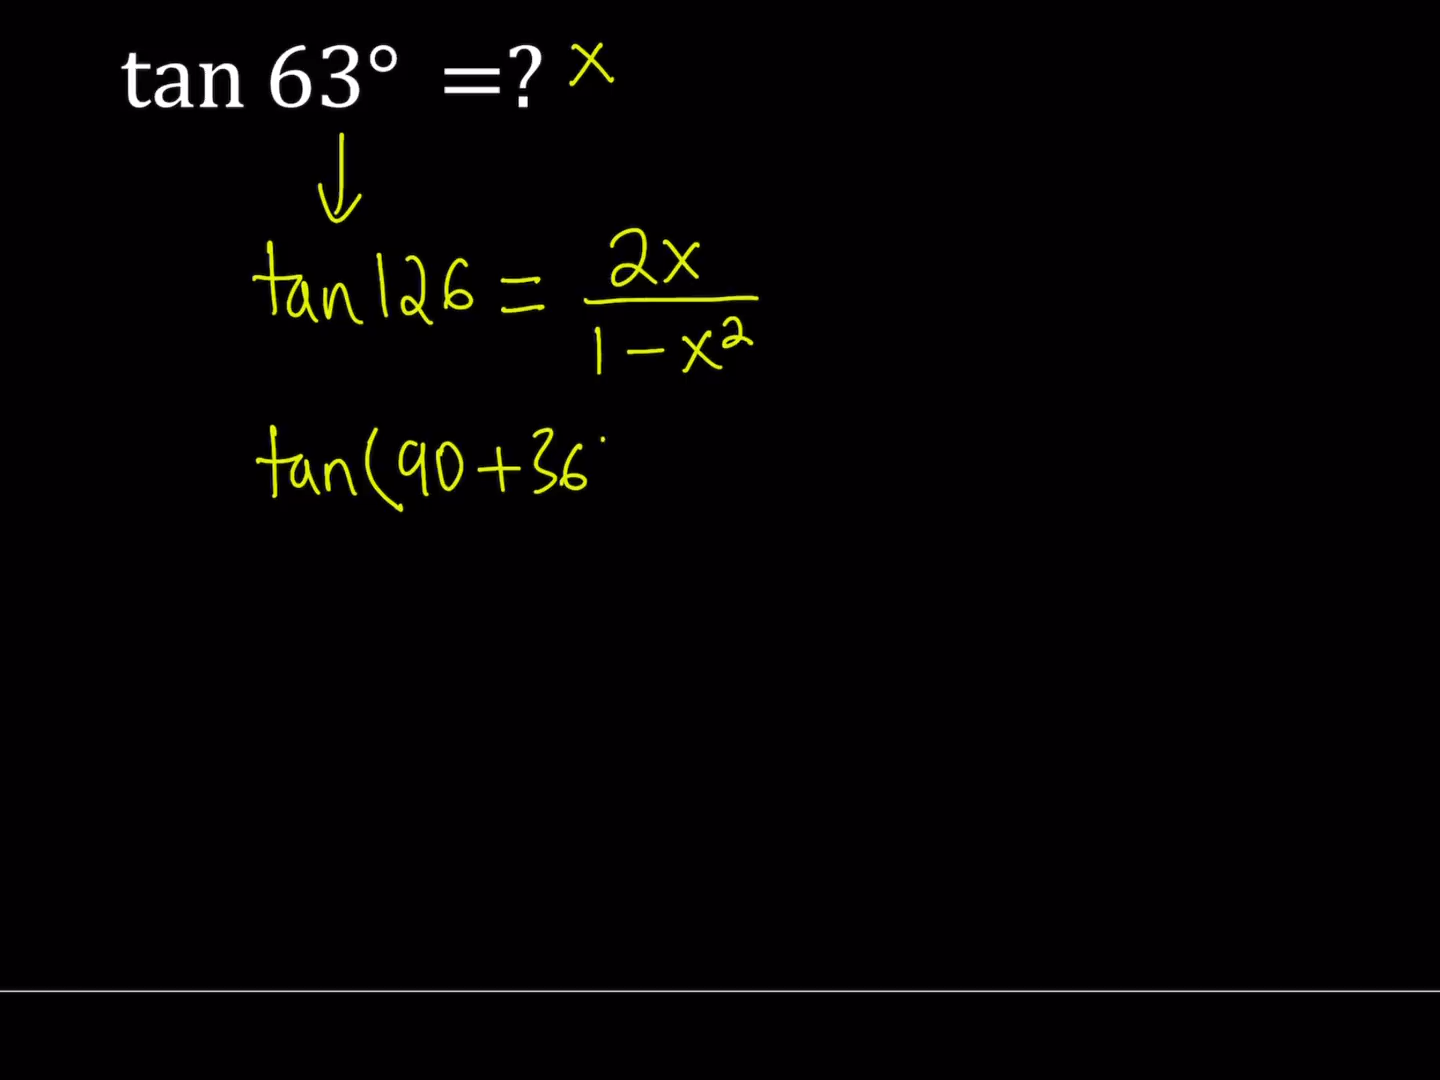 tan 63° =? x
tan 126 = 2x / 1 - x²
tan(90 + 36